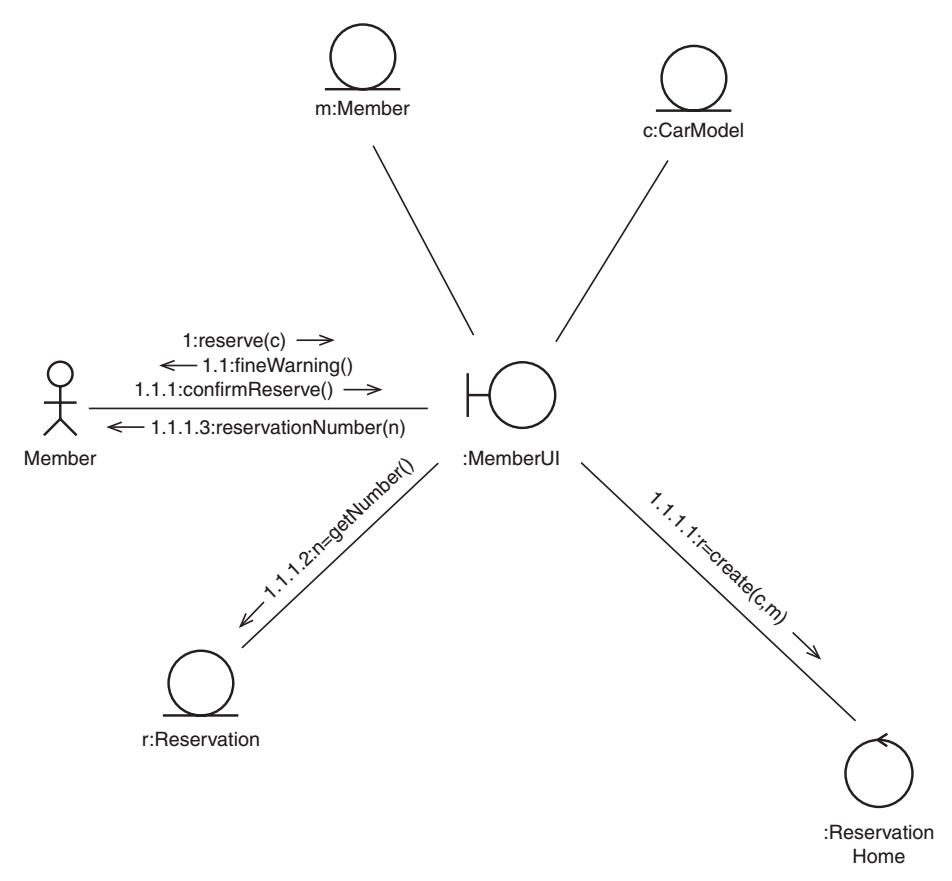 m:Member
c:CarModel
1:reserve(c)
1.1:fineWarning()
1.1.1:confirmReserve()
1.1.1.3:reservationNumber(n)
Member
:MemberUI
1.1.1.2:n=getNumber()
1.1.1.1:r=create(c,m)
r:Reservation
:Reservation
Home